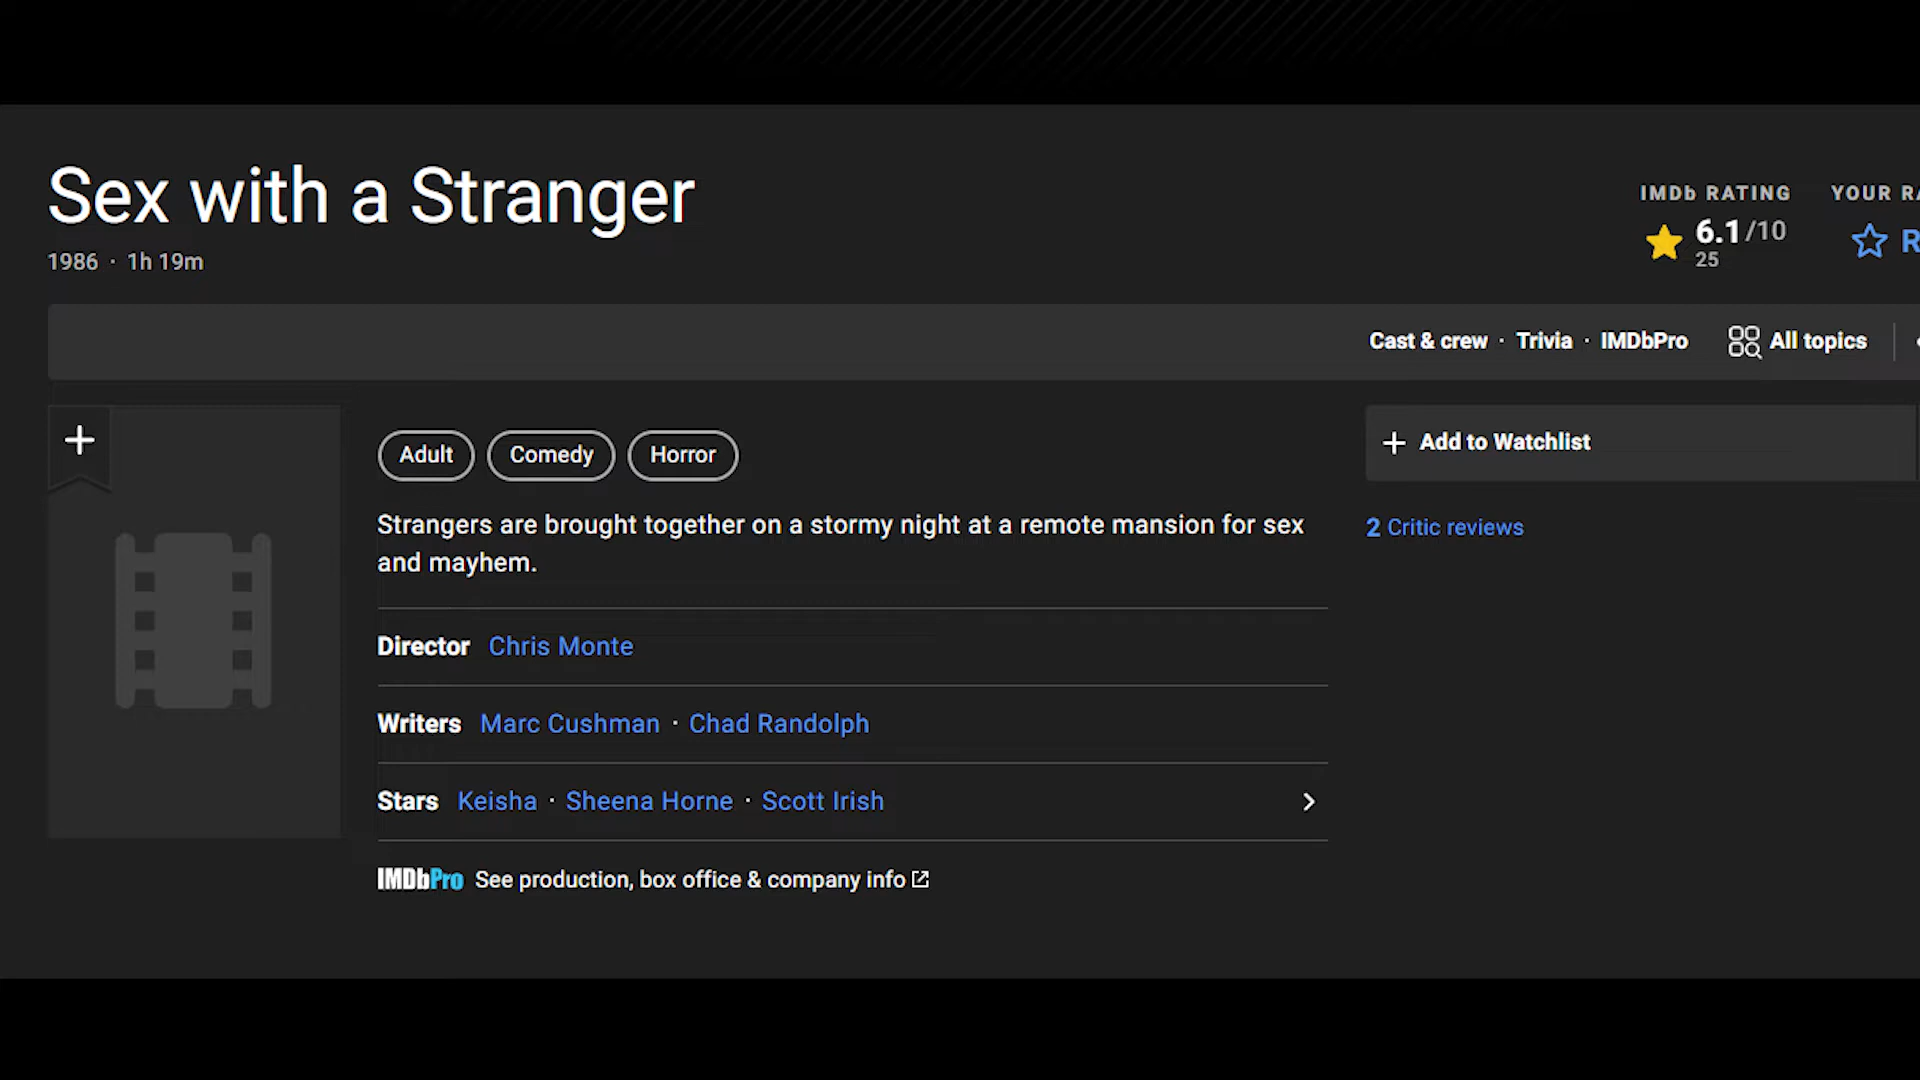 Sex with a Stranger
1986 · 1h 19m
IMDb RATING
6.1/10
25
YOUR RA
R
Cast & crew · Trivia · IMDbPro
All topics
Adult
Comedy
Horror
Strangers are brought together on a stormy night at a remote mansion for sex
and mayhem.
Add to Watchlist
2 Critic reviews
Director Chris Monte
Writers Marc Cushman · Chad Randolph
Stars Keisha · Sheena Horne · Scott Irish
IMDbPro See production, box office & company info